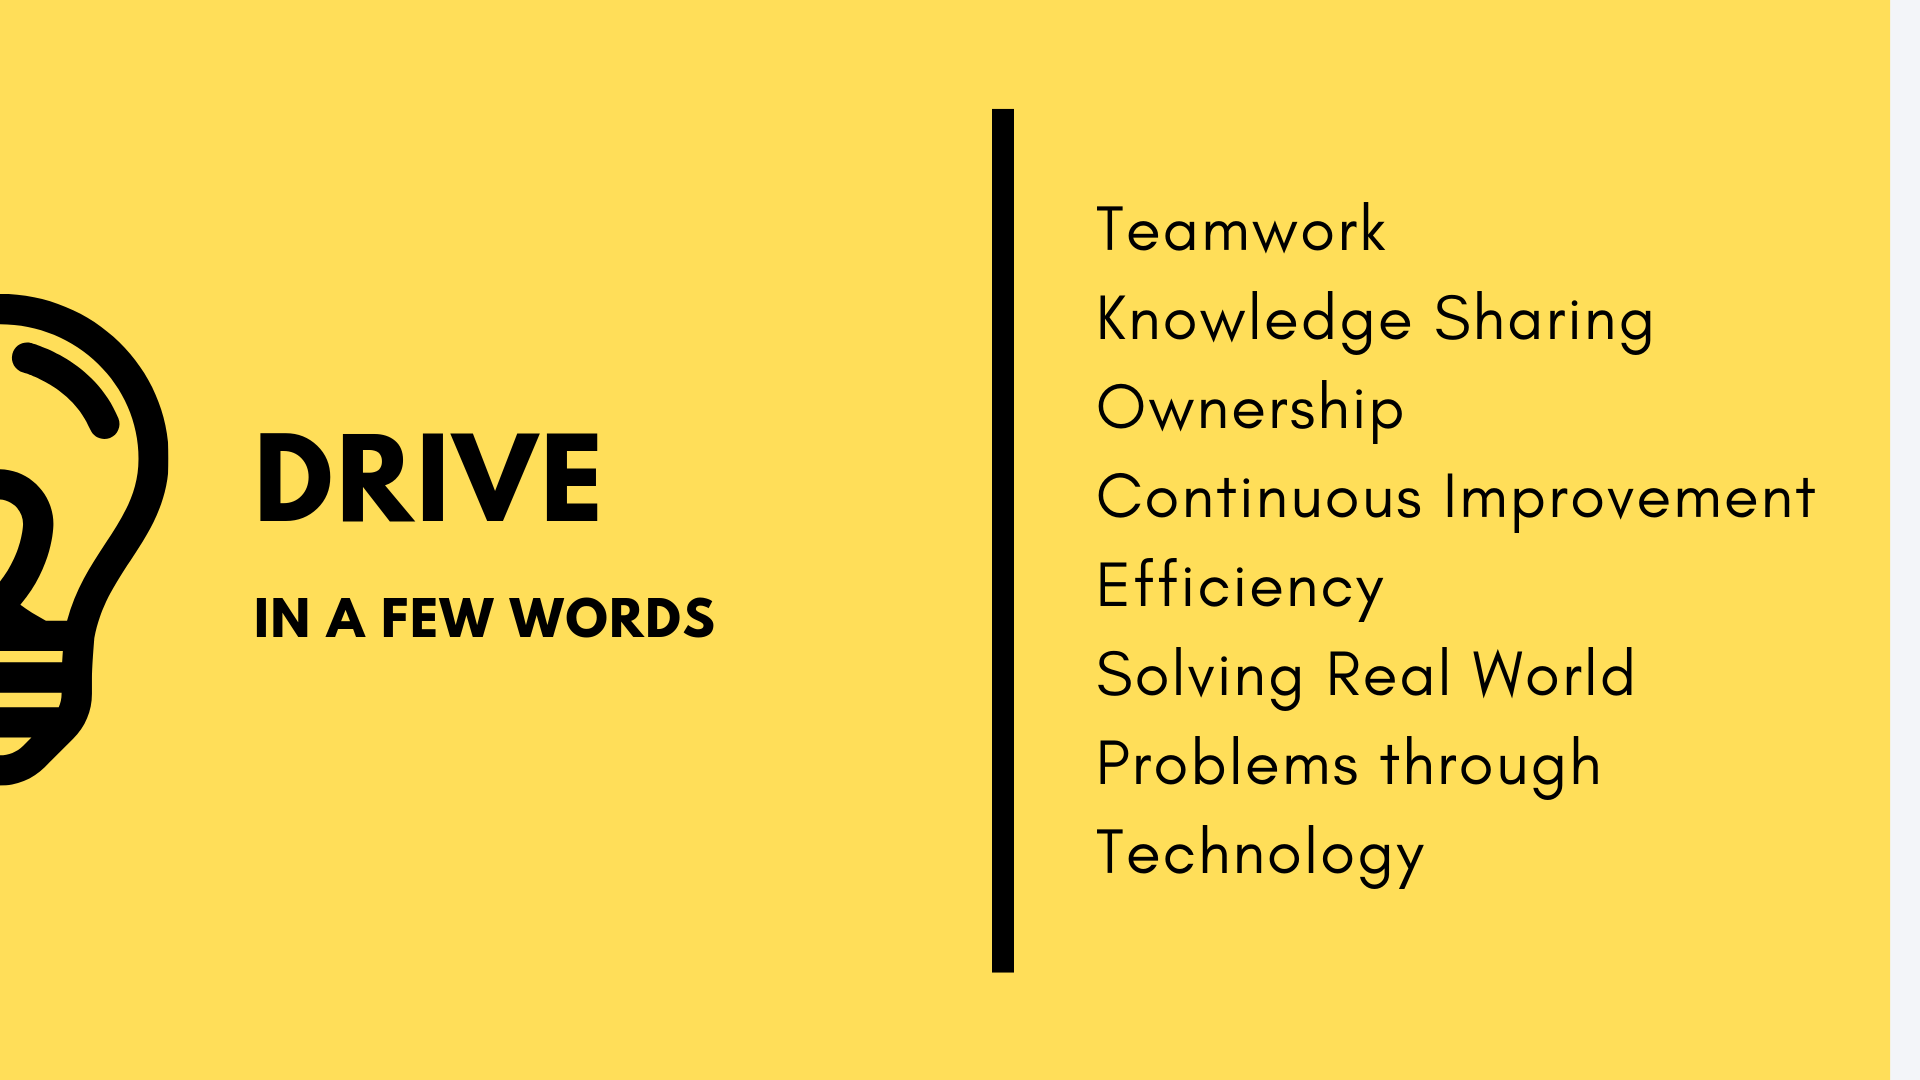 DRIVE
IN A FEW WORDS
Teamwork
Knowledge Sharing
Ownership
Continuous Improvement
Efficiency
Solving Real World
Problems through
Technology